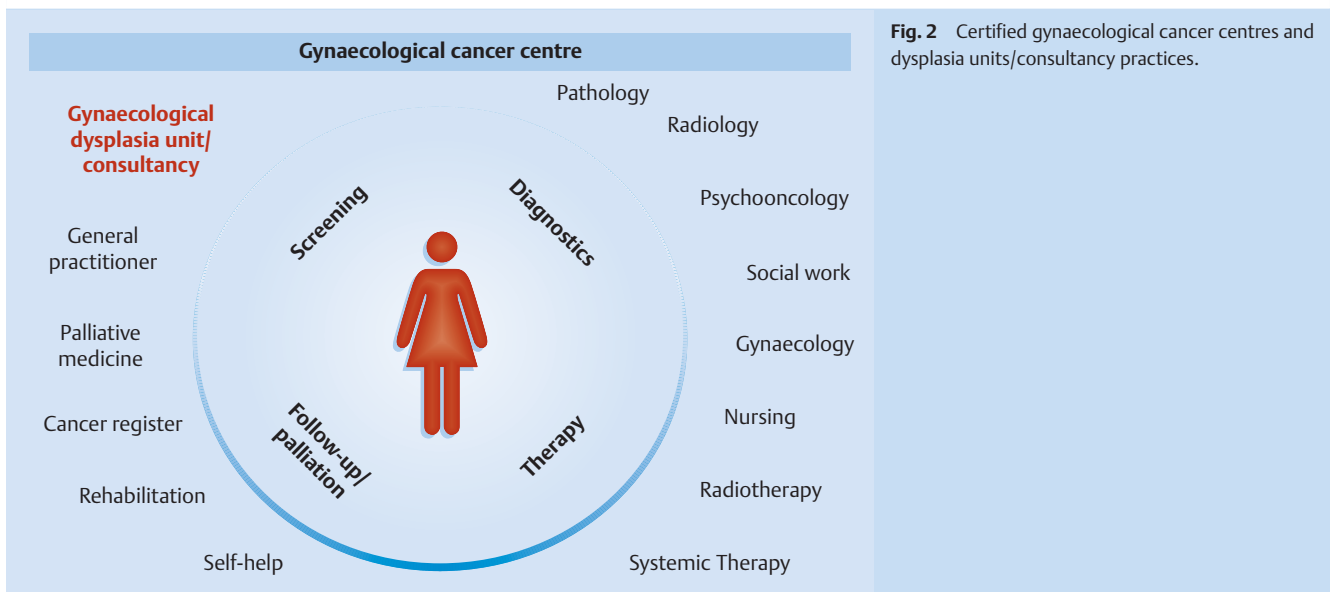 Gynaecological cancer centre
Gynaecological
dysplasia unit/
consultancy
General
practitioner
Palliative
medicine
Cancer register
Rehabilitation
Self-help
Screening
Diagnostics
Follow-up/
palliation
Therapy
Pathology
Radiology
Psychooncology
Social work
Gynaecology
Nursing
Radiotherapy
Systemic Therapy
Fig. 2 Certified gynaecological cancer centres and
dysplasia units/consultancy practices.